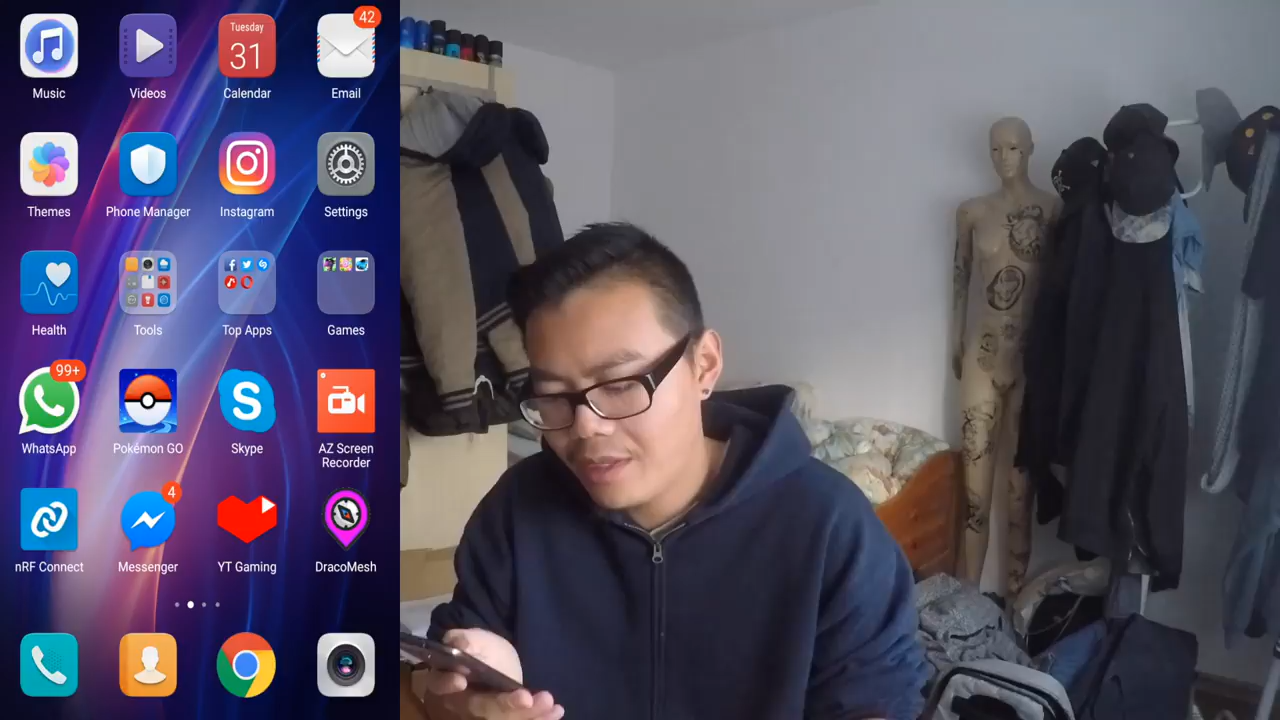 42
Tuesday
31
Music
Videos
Calendar
Email
Themes
Phone Manager
Instagram
Settings
Health
Tools
Top Apps
Games
99+
S
WhatsApp
Pokémon GO
Skype
AZ Screen
Recorder
4
nRF Connect
Messenger
YT Gaming
DracoMesh